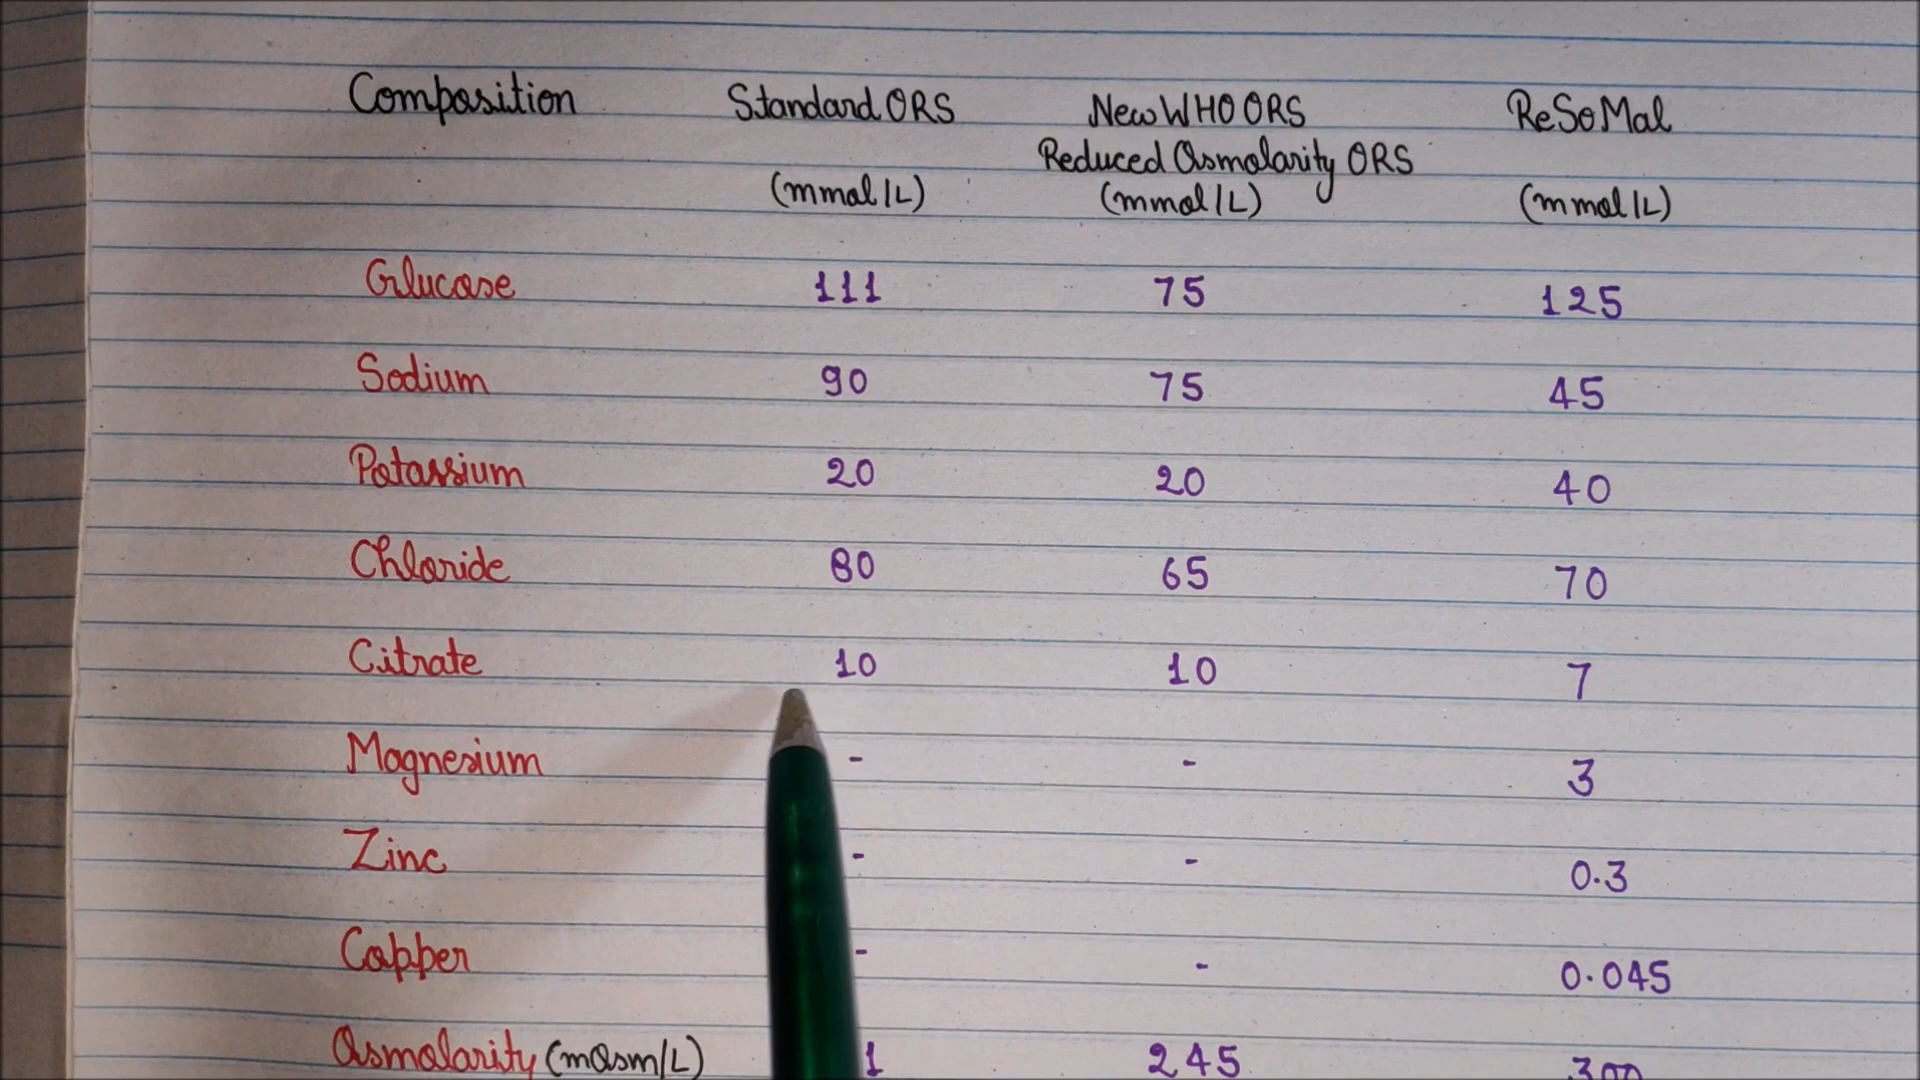 Composition Standard ORS New WHO ORS ReSoMal
Reduced Osmolarity ORS
(mmol/L) (mmol/L) (mmol/L)
Glucose 111 75 125
Sodium 90 75 45
Potassium 20 20 40
Chloride 80 65 70
Citrate 10 10 7
Magnesium - - 3
Zinc - - 0.3
Copper - - 0.045
Osmolarity (mOsm/L) 245 300